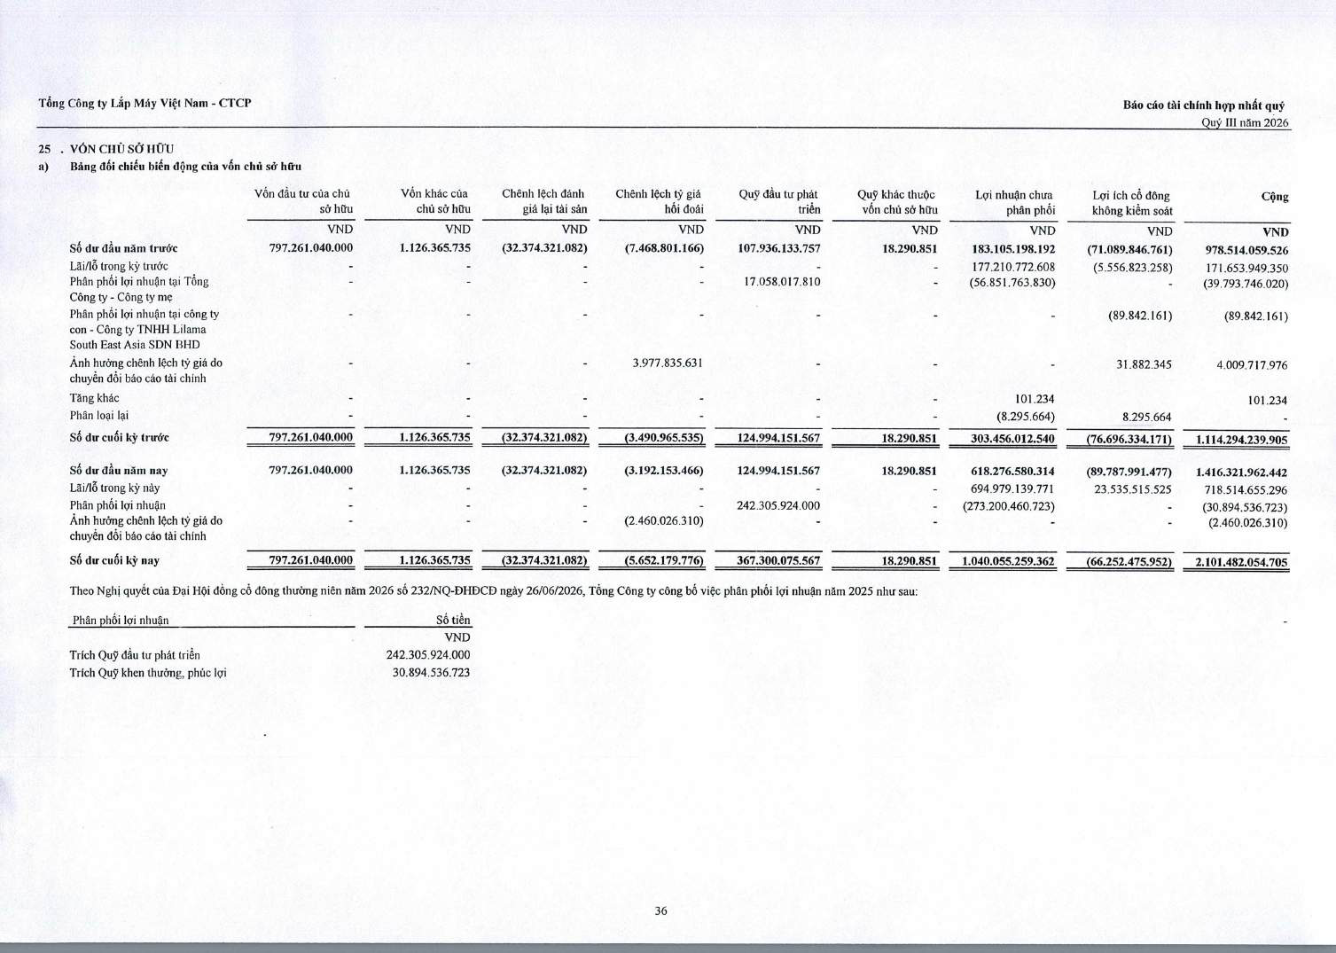 Tổng Công ty Lắp Máy Việt Nam - CTCP
Báo cáo tài chính hợp nhất quý
Quý III năm 2026
25 . VỐN CHỦ SỞ HỮU
a) Bảng đối chiếu biến động của vốn chủ sở hữu
Vốn đầu tư của chủ sở hữu Vốn khác của chủ sở hữu Chênh lệch đánh giá lại tài sản Chênh lệch tỷ giá hối đoái Quỹ đầu tư phát triển Quỹ khác thuộc vốn chủ sở hữu Lợi nhuận chưa phân phối Lợi ích cổ đông không kiểm soát Cộng
VND VND VND VND VND VND VND VND VND
Số dư đầu năm trước 797.261.040.000 1.126.365.735 (32.374.321.082) (7.468.801.166) 107.936.133.757 18.290.851 183.105.198.192 (71.089.846.761) 978.514.059.526
Lãi/lỗ trong kỳ trước - - - - - - 177.210.772.608 (5.556.823.258) 171.653.949.350
Phân phối lợi nhuận tại Tổng - - - - 17.058.017.810 - (56.851.763.830) - (39.793.746.020)
Công ty - Công ty mẹ
Phân phối lợi nhuận tại công ty - - - - - - - (89.842.161) (89.842.161)
con - Công ty TNHH Lilama
South East Asia SDN BHD
Ảnh hưởng chênh lệch tỷ giá do - - - 3.977.835.631 - - - 31.882.345 4.009.717.976
chuyển đổi báo cáo tài chính
Tăng khác - - - - - - 101.234 - 101.234
Phân loại lại - - - - - - (8.295.664) 8.295.664 -
Số dư cuối kỳ trước 797.261.040.000 1.126.365.735 (32.374.321.082) (3.490.965.535) 124.994.151.567 18.290.851 303.456.012.540 (76.696.334.171) 1.114.294.239.905
Số dư đầu năm nay 797.261.040.000 1.126.365.735 (32.374.321.082) (3.192.153.466) 124.994.151.567 18.290.851 618.276.580.314 (89.787.991.477) 1.416.321.962.442
Lãi/lỗ trong kỳ này - - - - - - 694.979.139.771 23.535.515.525 718.514.655.296
Phân phối lợi nhuận - - - - 242.305.924.000 - (273.200.460.723) - (30.894.536.723)
Ảnh hưởng chênh lệch tỷ giá do - - - (2.460.026.310) - - - - (2.460.026.310)
chuyển đổi báo cáo tài chính
Số dư cuối kỳ nay 797.261.040.000 1.126.365.735 (32.374.321.082) (5.652.179.776) 367.300.075.567 18.290.851 1.040.055.259.362 (66.252.475.952) 2.101.482.054.705
Theo Nghị quyết của Đại Hội đồng cổ đông thường niên năm 2026 số 232/NQ-ĐHĐCĐ ngày 26/06/2026, Tổng Công ty công bố việc phân phối lợi nhuận năm 2025 như sau:
Phân phối lợi nhuận Số tiền -
VND
Trích Quỹ đầu tư phát triển 242.305.924.000
Trích Quỹ khen thưởng, phúc lợi 30.894.536.723
36